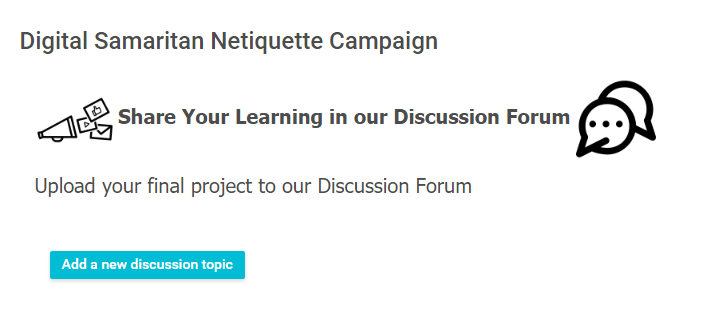 Digital Samaritan Netiquette Campaign
Share Your Learning in our Discussion Forum
Upload your final project to our Discussion Forum
Add a new discussion topic